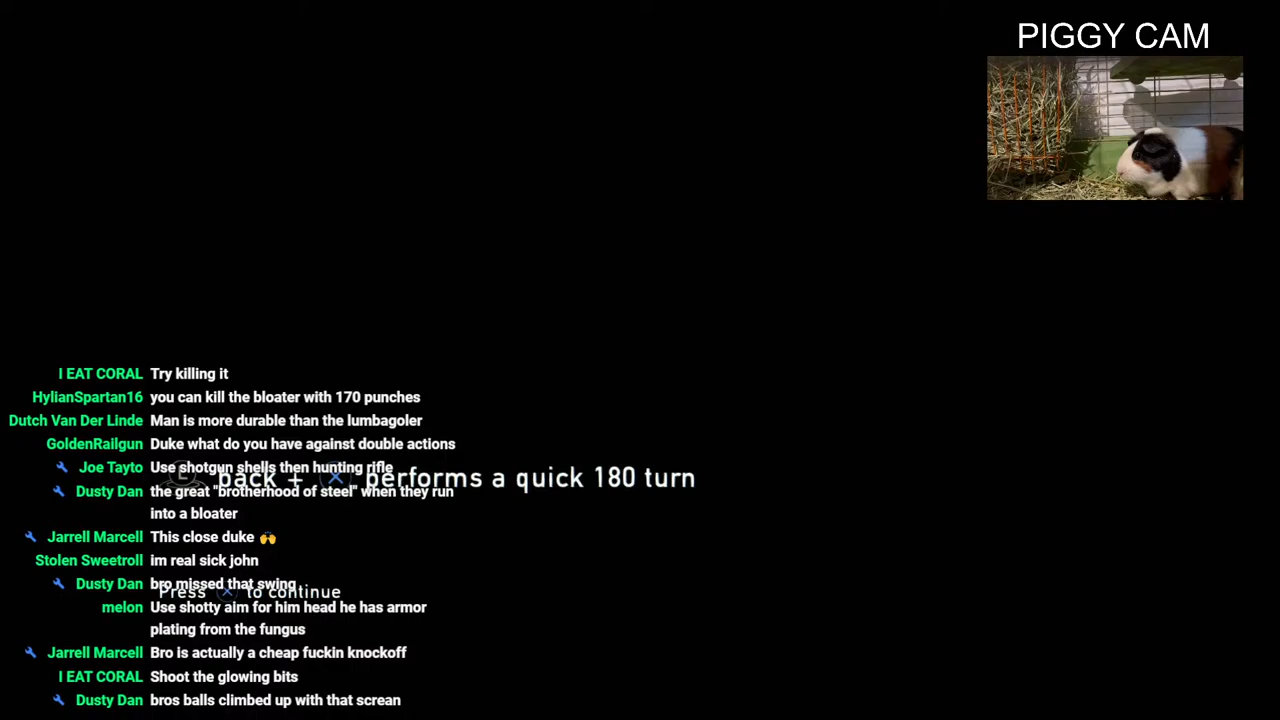 PIGGY CAM
I EAT CORAL Try killing it
HylianSpartan16 you can kill the bloater with 170 punches
Dutch Van Der Linde Man is more durable than the lumbagoler
GoldenRailgun Duke what do you have against double actions
Joe Tayto Use shotgun shells then hunting rifle
L back + X performs a quick 180 turn
Dusty Dan the great "brotherhood of steel" when they run
into a bloater
Jarrell Marcell This close duke 🙌
Stolen Sweetroll im real sick john
Dusty Dan bro missed that swing
Press X to continue
melon Use shotty aim for him head he has armor
plating from the fungus
Jarrell Marcell Bro is actually a cheap fuckin knockoff
I EAT CORAL Shoot the glowing bits
Dusty Dan bros balls climbed up with that screan